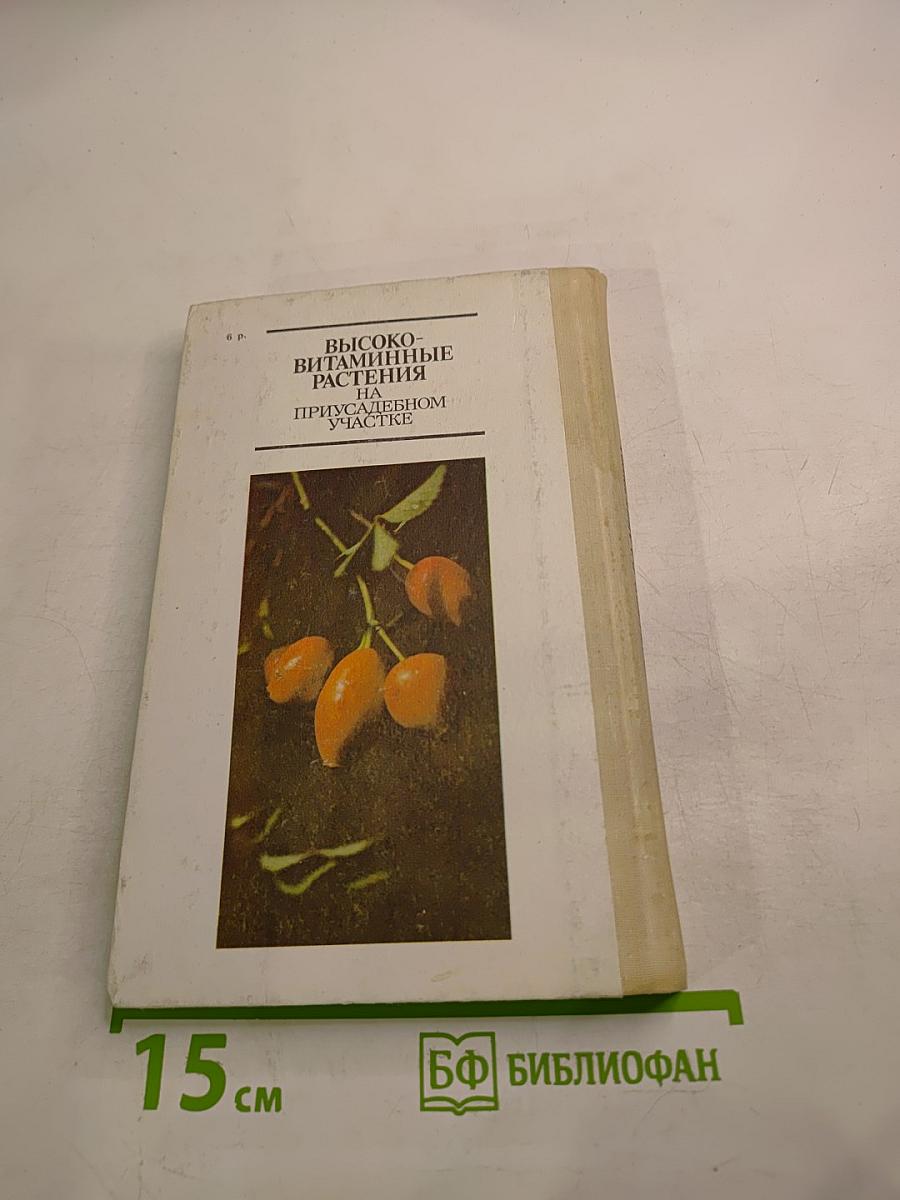 6 р.
ВЫСОКО-
ВИТАМИННЫЕ
РАСТЕНИЯ
НА
ПРИУСАДЕБНОМ
УЧАСТКЕ
15 см
БФ БИБЛИОФАН